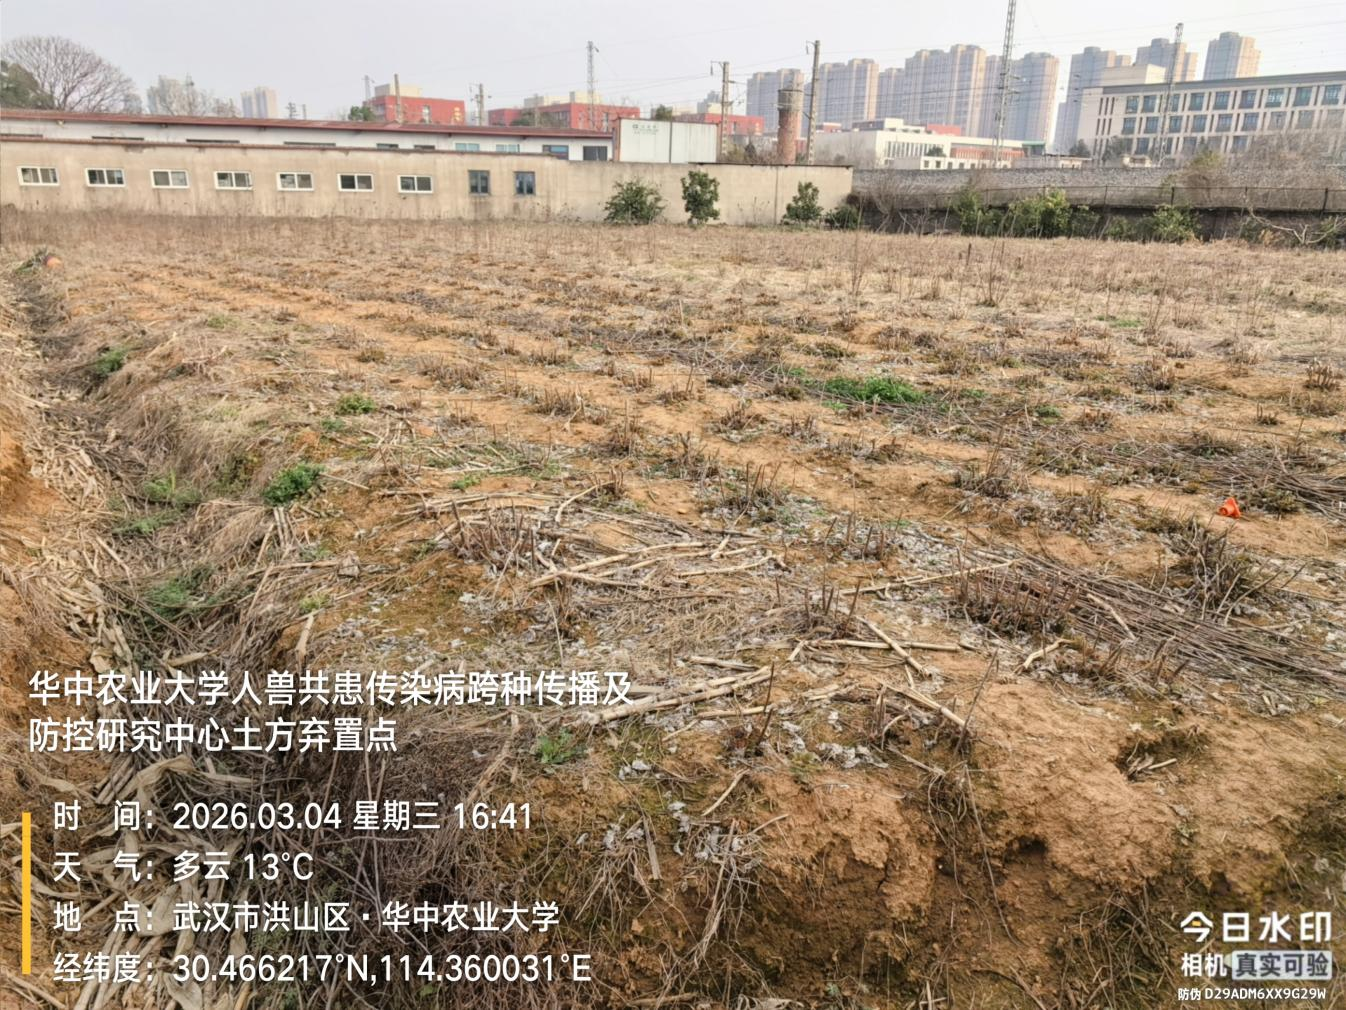 华中农业大学人兽共患传染病跨种传播及
防控研究中心土方弃置点
时 间：2026.03.04 星期三 16:41
天 气：多云 13°C
地 点：武汉市洪山区·华中农业大学
经纬度：30.466217°N,114.360031°E
今日水印
相机 真实可验
防伪 D29ADM6XX9G29W